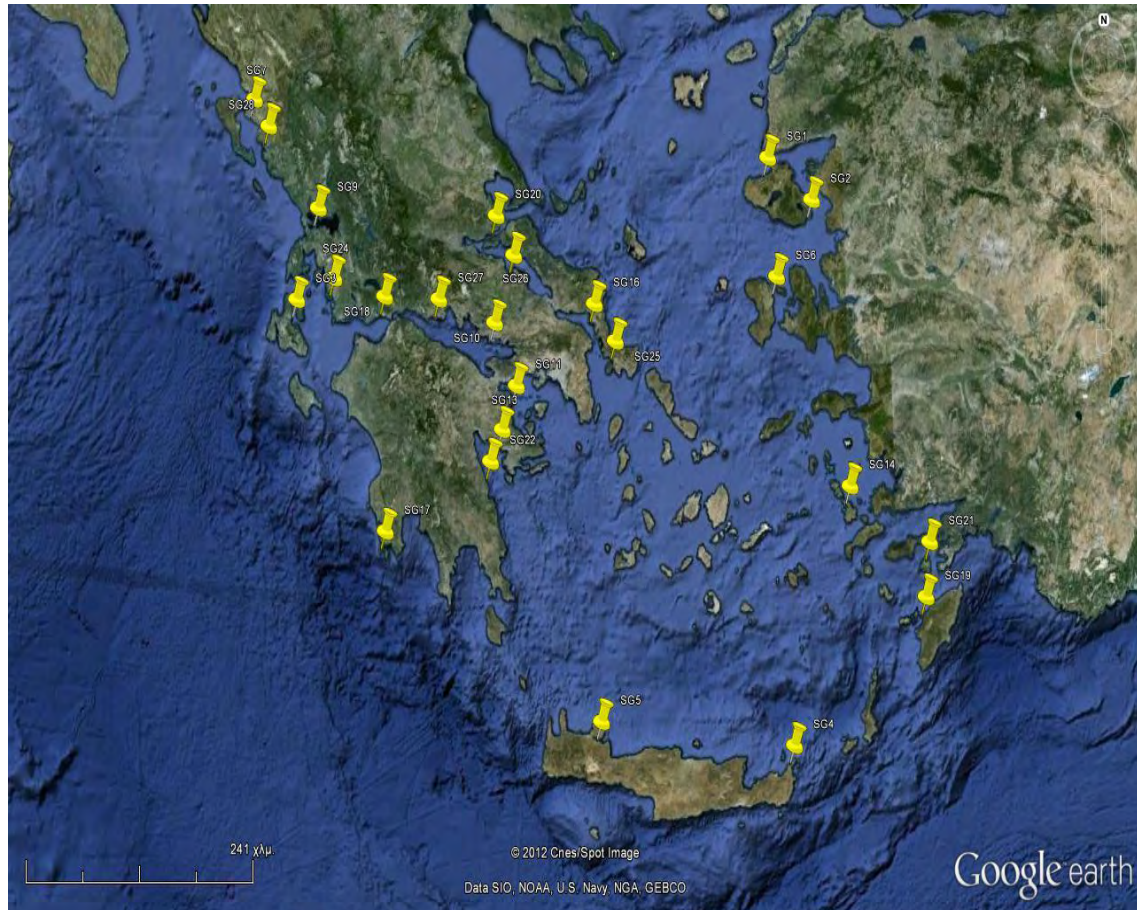 N
SG7
SG28
SG1
SG2
SG9
SG20
SG24
SG6
SG26
SG27
SG16
SG18
SG10
SG25
SG11
SG13
SG22
SG14
SG17
SG21
SG19
SG5
SG4
241 χλμ.
© 2012 Cnes/Spot Image
Data SIO, NOAA, U.S. Navy, NGA, GEBCO
Google earth